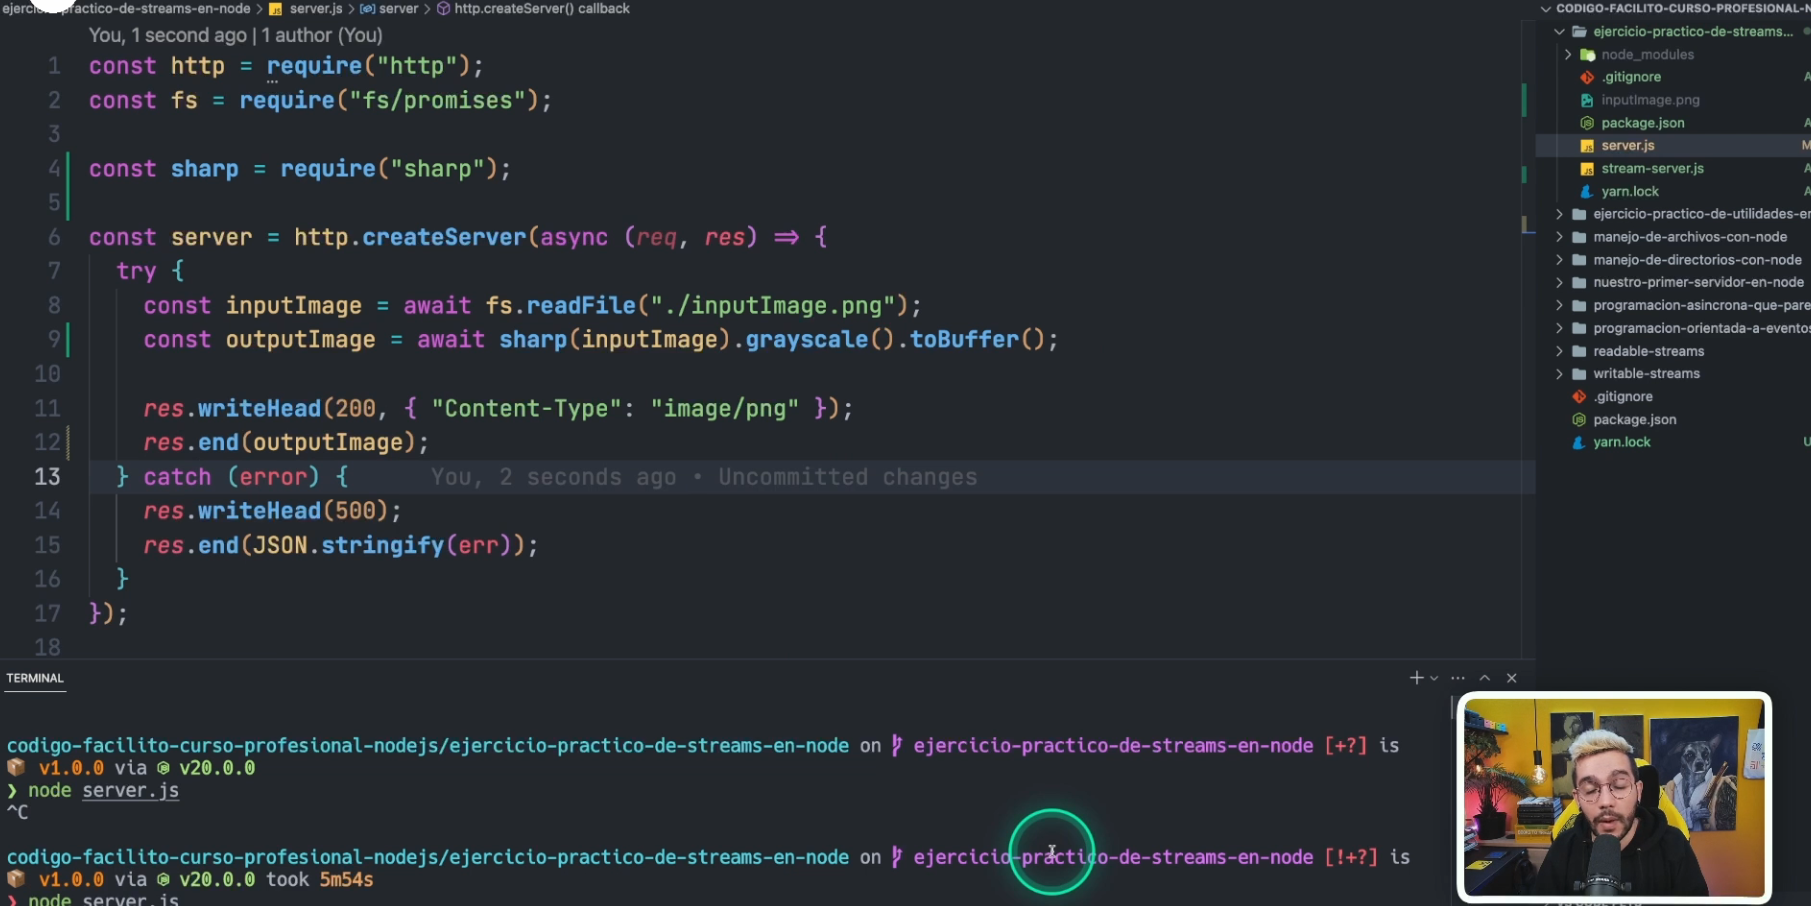 ejercicio-practico-de-streams-en-node > JS server.js > server > http.createServer() callback
You, 1 second ago | 1 author (You)
1 const http = require("http");
2 const fs = require("fs/promises");
3
4 const sharp = require("sharp");
5
6 const server = http.createServer(async (req, res) => {
7 try {
8 const inputImage = await fs.readFile("./inputImage.png");
9 const outputImage = await sharp(inputImage).grayscale().toBuffer();
10
11 res.writeHead(200, { "Content-Type": "image/png" });
12 res.end(outputImage);
13 } catch (error) { You, 2 seconds ago • Uncommitted changes
14 res.writeHead(500);
15 res.end(JSON.stringify(err));
16 }
17 });
18
CODIGO-FACILITO-CURSO-PROFESIONAL-N
ejercicio-practico-de-streams...
node_modules
.gitignore A
inputImage.png
package.json A
JS server.js M
JS stream-server.js A
yarn.lock A
ejercicio-practico-de-utilidades-en
manejo-de-archivos-con-node
manejo-de-directorios-con-node
nuestro-primer-servidor-en-node
programacion-asincrona-que-pare
programacion-orientada-a-eventos
readable-streams
writable-streams
.gitignore
package.json
yarn.lock U
TERMINAL
codigo-facilito-curso-profesional-nodejs/ejercicio-practico-de-streams-en-node on ejercicio-practico-de-streams-en-node [+?] is
v1.0.0 via v20.0.0
❯ node server.js
^C
codigo-facilito-curso-profesional-nodejs/ejercicio-practico-de-streams-en-node on ejercicio-practico-de-streams-en-node [!+?] is
v1.0.0 via v20.0.0 took 5m54s
❯ node server.js